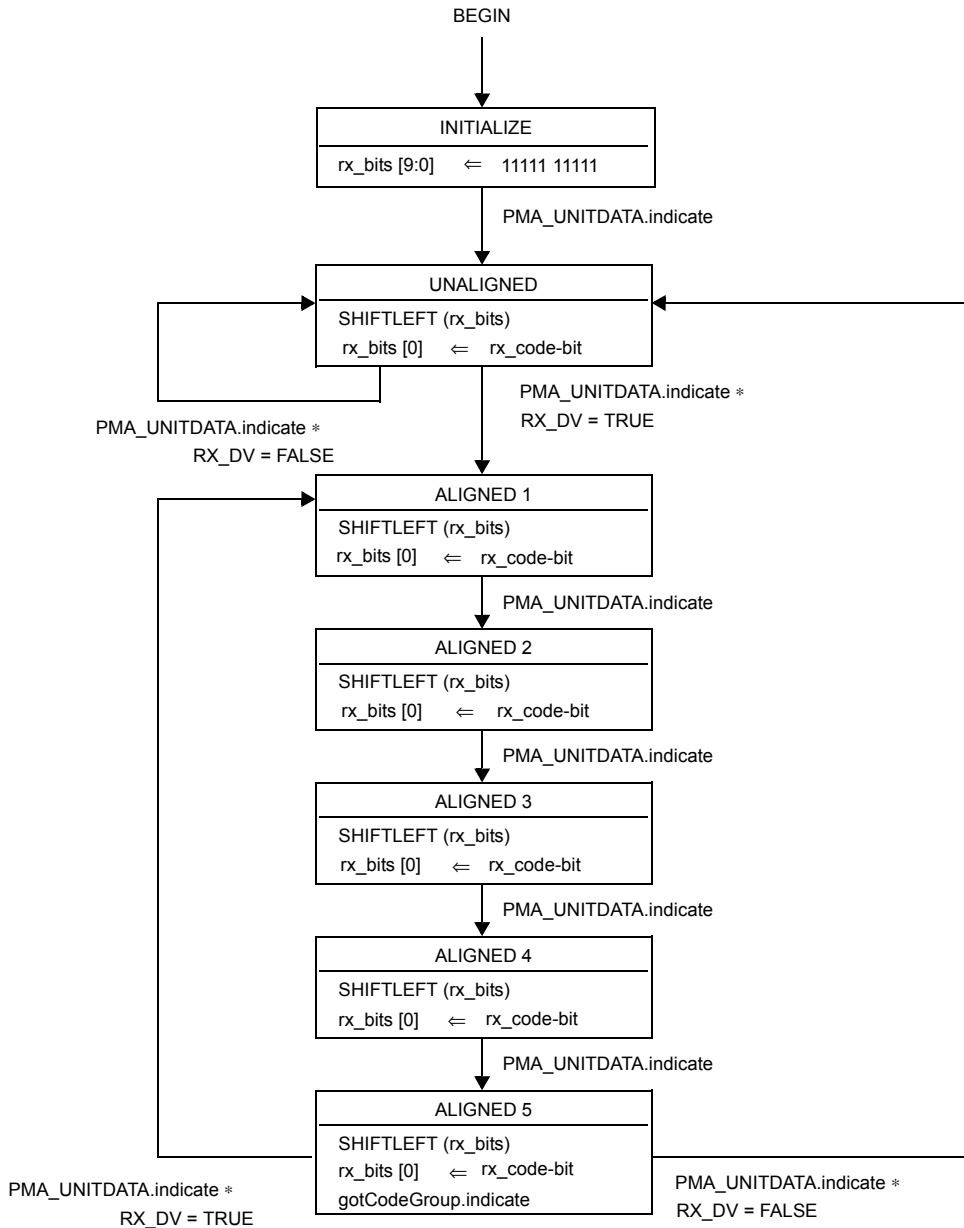 BEGIN
INITIALIZE
rx_bits [9:0] ⇐ 11111 11111
PMA_UNITDATA.indicate
UNALIGNED
SHIFTLEFT (rx_bits)
rx_bits [0] ⇐ rx_code-bit
PMA_UNITDATA.indicate ∗
RX_DV = TRUE
PMA_UNITDATA.indicate ∗
RX_DV = FALSE
ALIGNED 1
SHIFTLEFT (rx_bits)
rx_bits [0] ⇐ rx_code-bit
PMA_UNITDATA.indicate
ALIGNED 2
SHIFTLEFT (rx_bits)
rx_bits [0] ⇐ rx_code-bit
PMA_UNITDATA.indicate
ALIGNED 3
SHIFTLEFT (rx_bits)
rx_bits [0] ⇐ rx_code-bit
PMA_UNITDATA.indicate
ALIGNED 4
SHIFTLEFT (rx_bits)
rx_bits [0] ⇐ rx_code-bit
PMA_UNITDATA.indicate
ALIGNED 5
SHIFTLEFT (rx_bits)
rx_bits [0] ⇐ rx_code-bit
gotCodeGroup.indicate
PMA_UNITDATA.indicate ∗
RX_DV = TRUE
PMA_UNITDATA.indicate ∗
RX_DV = FALSE